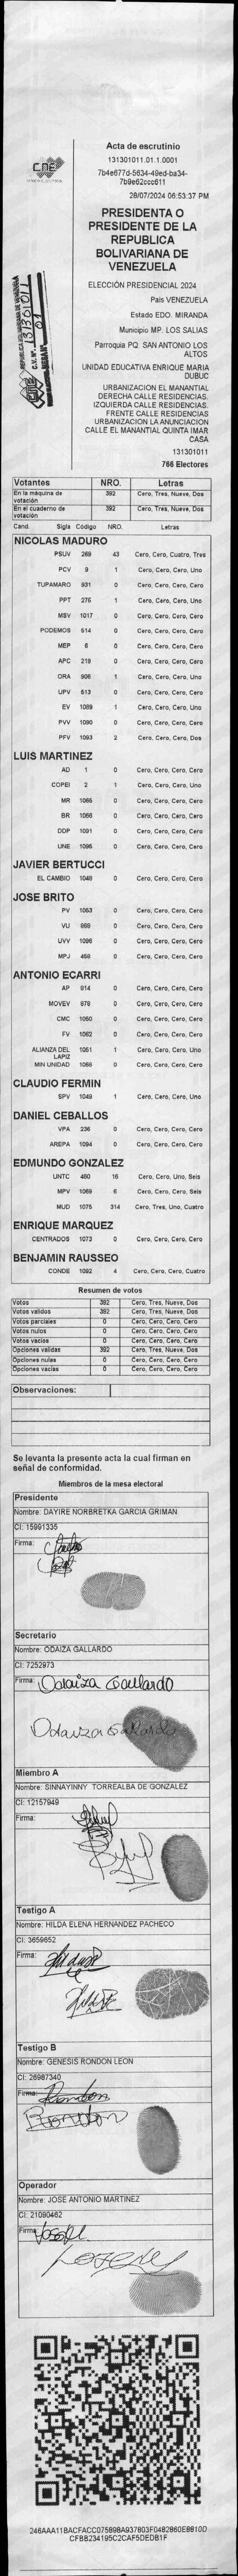 CNE
Acta de escrutinio
131301011.01.1.0001
7b4e677d-5634-49ed-ba34-
7b9e62ccc611
28/07/2024 06:53:37 PM
PRESIDENTA O
PRESIDENTE DE LA
REPUBLICA
BOLIVARIANA DE
VENEZUELA
ELECCIÓN PRESIDENCIAL 2024
País VENEZUELA
Estado EDO. MIRANDA
Municipio MP. LOS SALIAS
Parroquia PQ. SAN ANTONIO LOS
ALTOS
UNIDAD EDUCATIVA ENRIQUE MARIA
DUBUC
URBANIZACION EL MANANTIAL
DERECHA CALLE RESIDENCIAS.
IZQUIERDA CALLE RESIDENCIAS.
FRENTE CALLE RESIDENCIAS
URBANIZACION LA ANUNCIACION
CALLE EL MANANTIAL QUINTA IMAR
CASA
131301011
766 Electores
Votantes NRO. Letras
En la máquina de
votación 392 Cero, Tres, Nueve, Dos
En el cuaderno de
votación 392 Cero, Tres, Nueve, Dos
Cand. Sigla Código NRO. Letras
NICOLAS MADURO
PSUV 269 43 Cero, Cero, Cuatro, Tres
PCV 9 1 Cero, Cero, Cero, Uno
TUPAMARO 931 0 Cero, Cero, Cero, Cero
PPT 275 1 Cero, Cero, Cero, Uno
MSV 1017 0 Cero, Cero, Cero, Cero
PODEMOS 514 0 Cero, Cero, Cero, Cero
MEP 6 0 Cero, Cero, Cero, Cero
APC 219 0 Cero, Cero, Cero, Cero
ORA 906 1 Cero, Cero, Cero, Uno
UPV 513 0 Cero, Cero, Cero, Cero
EV 1089 1 Cero, Cero, Cero, Uno
PVV 1090 0 Cero, Cero, Cero, Cero
PFV 1093 2 Cero, Cero, Cero, Dos
LUIS MARTINEZ
AD 1 0 Cero, Cero, Cero, Cero
COPEI 2 1 Cero, Cero, Cero, Uno
MR 1065 0 Cero, Cero, Cero, Cero
BR 1056 0 Cero, Cero, Cero, Cero
DDP 1091 0 Cero, Cero, Cero, Cero
UNE 1095 0 Cero, Cero, Cero, Cero
JAVIER BERTUCCI
EL CAMBIO 1048 0 Cero, Cero, Cero, Cero
JOSE BRITO
PV 1053 0 Cero, Cero, Cero, Cero
VU 969 0 Cero, Cero, Cero, Cero
UVV 1096 0 Cero, Cero, Cero, Cero
MPJ 458 0 Cero, Cero, Cero, Cero
ANTONIO ECARRI
AP 914 0 Cero, Cero, Cero, Cero
MOVEV 878 0 Cero, Cero, Cero, Cero
CMC 1050 0 Cero, Cero, Cero, Cero
FV 1062 0 Cero, Cero, Cero, Cero
ALIANZA DEL
LAPIZ 1051 1 Cero, Cero, Cero, Uno
MIN UNIDAD 1058 0 Cero, Cero, Cero, Cero
CLAUDIO FERMIN
SPV 1049 1 Cero, Cero, Cero, Uno
DANIEL CEBALLOS
VPA 236 0 Cero, Cero, Cero, Cero
AREPA 1094 0 Cero, Cero, Cero, Cero
EDMUNDO GONZALEZ
UNTC 460 16 Cero, Cero, Uno, Seis
MPV 1069 6 Cero, Cero, Cero, Seis
MUD 1075 314 Cero, Tres, Uno, Cuatro
ENRIQUE MARQUEZ
CENTRADOS 1073 0 Cero, Cero, Cero, Cero
BENJAMIN RAUSSEO
CONDE 1092 4 Cero, Cero, Cero, Cuatro
Resumen de votos
Votos 392 Cero, Tres, Nueve, Dos
Votos validos 392 Cero, Tres, Nueve, Dos
Votos parciales 0 Cero, Cero, Cero, Cero
Votos nulos 0 Cero, Cero, Cero, Cero
Votos vacios 0 Cero, Cero, Cero, Cero
Opciones validas 392 Cero, Tres, Nueve, Dos
Opciones nulas 0 Cero, Cero, Cero, Cero
Opciones vacias 0 Cero, Cero, Cero, Cero
Observaciones:
Se levanta la presente acta la cual firman en
señal de conformidad.
Miembros de la mesa electoral
Presidente
Nombre: DAYIRE NORBRETKA GARCIA GRIMAN
CI: 15991335
Firma:
Secretario
Nombre: ODAIZA GALLARDO
CI: 7252973
Firma: Odaiza Gallardo
Odaiza Gallardo
Miembro A
Nombre: SINNAYINNY TORREALBA DE GONZALEZ
CI: 12157949
Firma:
Testigo A
Nombre: HILDA ELENA HERNANDEZ PACHECO
CI: 3659852
Firma:
Testigo B
Nombre: GENESIS RONDON LEON
CI: 26987340
Firma: Rondon
Rondon
Operador
Nombre: JOSE ANTONIO MARTINEZ
CI: 21090462
Firma: